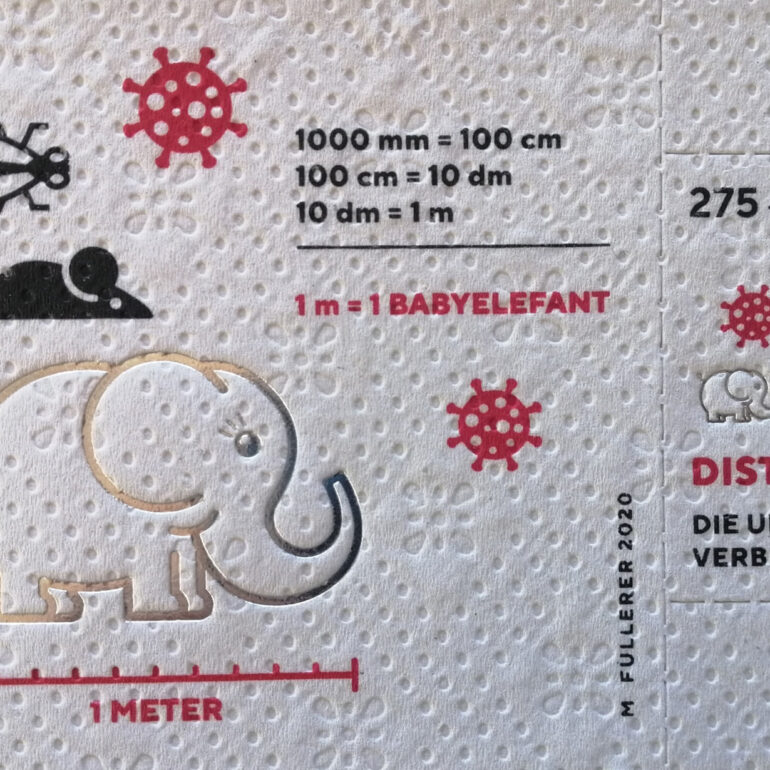 1000 mm = 100 cm
100 cm = 10 dm
10 dm = 1 m
1 m = 1 BABYELEFANT
1 METER
M FULLERER 2020
275
DIST
DIE U
VERB